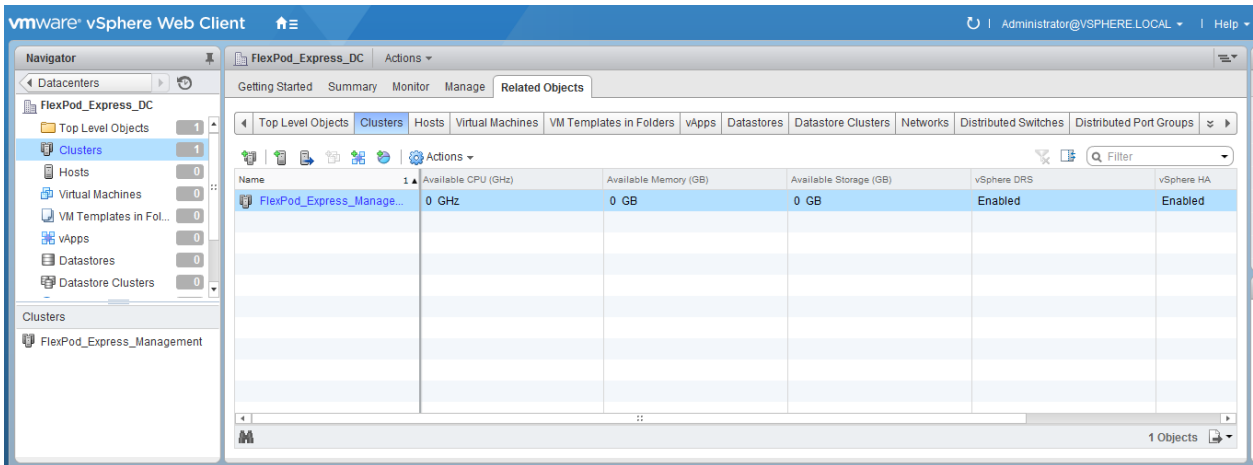 vmware® vSphere Web Client
Administrator@VSPHERE.LOCAL
Help
Navigator
Datacenters
FlexPod_Express_DC
Top Level Objects 1
Clusters 1
Hosts 0
Virtual Machines 0
VM Templates in Fol... 0
vApps 0
Datastores 0
Datastore Clusters 0
Clusters
FlexPod_Express_Management
FlexPod_Express_DC Actions
Getting Started Summary Monitor Manage Related Objects
Top Level Objects Clusters Hosts Virtual Machines VM Templates in Folders vApps Datastores Datastore Clusters Networks Distributed Switches Distributed Port Groups
Actions Filter
Name 1 Available CPU (GHz) Available Memory (GB) Available Storage (GB) vSphere DRS vSphere HA
FlexPod_Express_Manage... 0 GHz 0 GB 0 GB Enabled Enabled
1 Objects